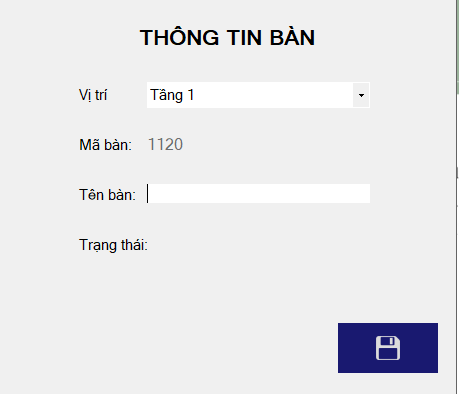 THÔNG TIN BÀN
Vị trí Tầng 1
Mã bàn: 1120
Tên bàn:
Trạng thái: